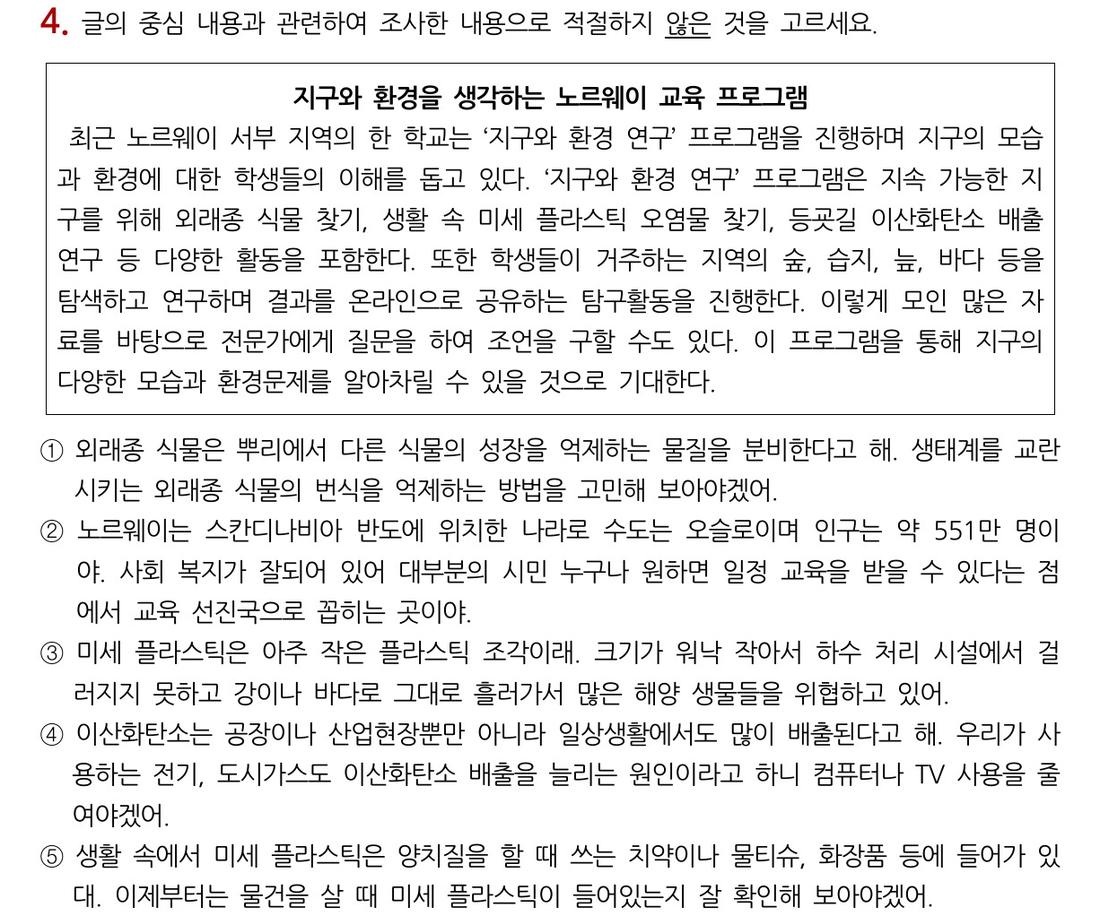 4. 글의 중심 내용과 관련하여 조사한 내용으로 적절하지 않은 것을 고르세요.
지구와 환경을 생각하는 노르웨이 교육 프로그램
최근 노르웨이 서부 지역의 한 학교는 ‘지구와 환경 연구’ 프로그램을 진행하며 지구의 모습
과 환경에 대한 학생들의 이해를 돕고 있다. ‘지구와 환경 연구’ 프로그램은 지속 가능한 지
구를 위해 외래종 식물 찾기, 생활 속 미세 플라스틱 오염물 찾기, 등굣길 이산화탄소 배출
연구 등 다양한 활동을 포함한다. 또한 학생들이 거주하는 지역의 숲, 습지, 늪, 바다 등을
탐색하고 연구하며 결과를 온라인으로 공유하는 탐구활동을 진행한다. 이렇게 모인 많은 자
료를 바탕으로 전문가에게 질문을 하여 조언을 구할 수도 있다. 이 프로그램을 통해 지구의
다양한 모습과 환경문제를 알아차릴 수 있을 것으로 기대한다.
① 외래종 식물은 뿌리에서 다른 식물의 성장을 억제하는 물질을 분비한다고 해. 생태계를 교란
시키는 외래종 식물의 번식을 억제하는 방법을 고민해 보아야겠어.
② 노르웨이는 스칸디나비아 반도에 위치한 나라로 수도는 오슬로이며 인구는 약 551만 명이
야. 사회 복지가 잘되어 있어 대부분의 시민 누구나 원하면 일정 교육을 받을 수 있다는 점
에서 교육 선진국으로 꼽히는 곳이야.
③ 미세 플라스틱은 아주 작은 플라스틱 조각이래. 크기가 워낙 작아서 하수 처리 시설에서 걸
러지지 못하고 강이나 바다로 그대로 흘러가서 많은 해양 생물들을 위협하고 있어.
④ 이산화탄소는 공장이나 산업현장뿐만 아니라 일상생활에서도 많이 배출된다고 해. 우리가 사
용하는 전기, 도시가스도 이산화탄소 배출을 늘리는 원인이라고 하니 컴퓨터나 TV 사용을 줄
여야겠어.
⑤ 생활 속에서 미세 플라스틱은 양치질을 할 때 쓰는 치약이나 물티슈, 화장품 등에 들어가 있
대. 이제부터는 물건을 살 때 미세 플라스틱이 들어있는지 잘 확인해 보아야겠어.